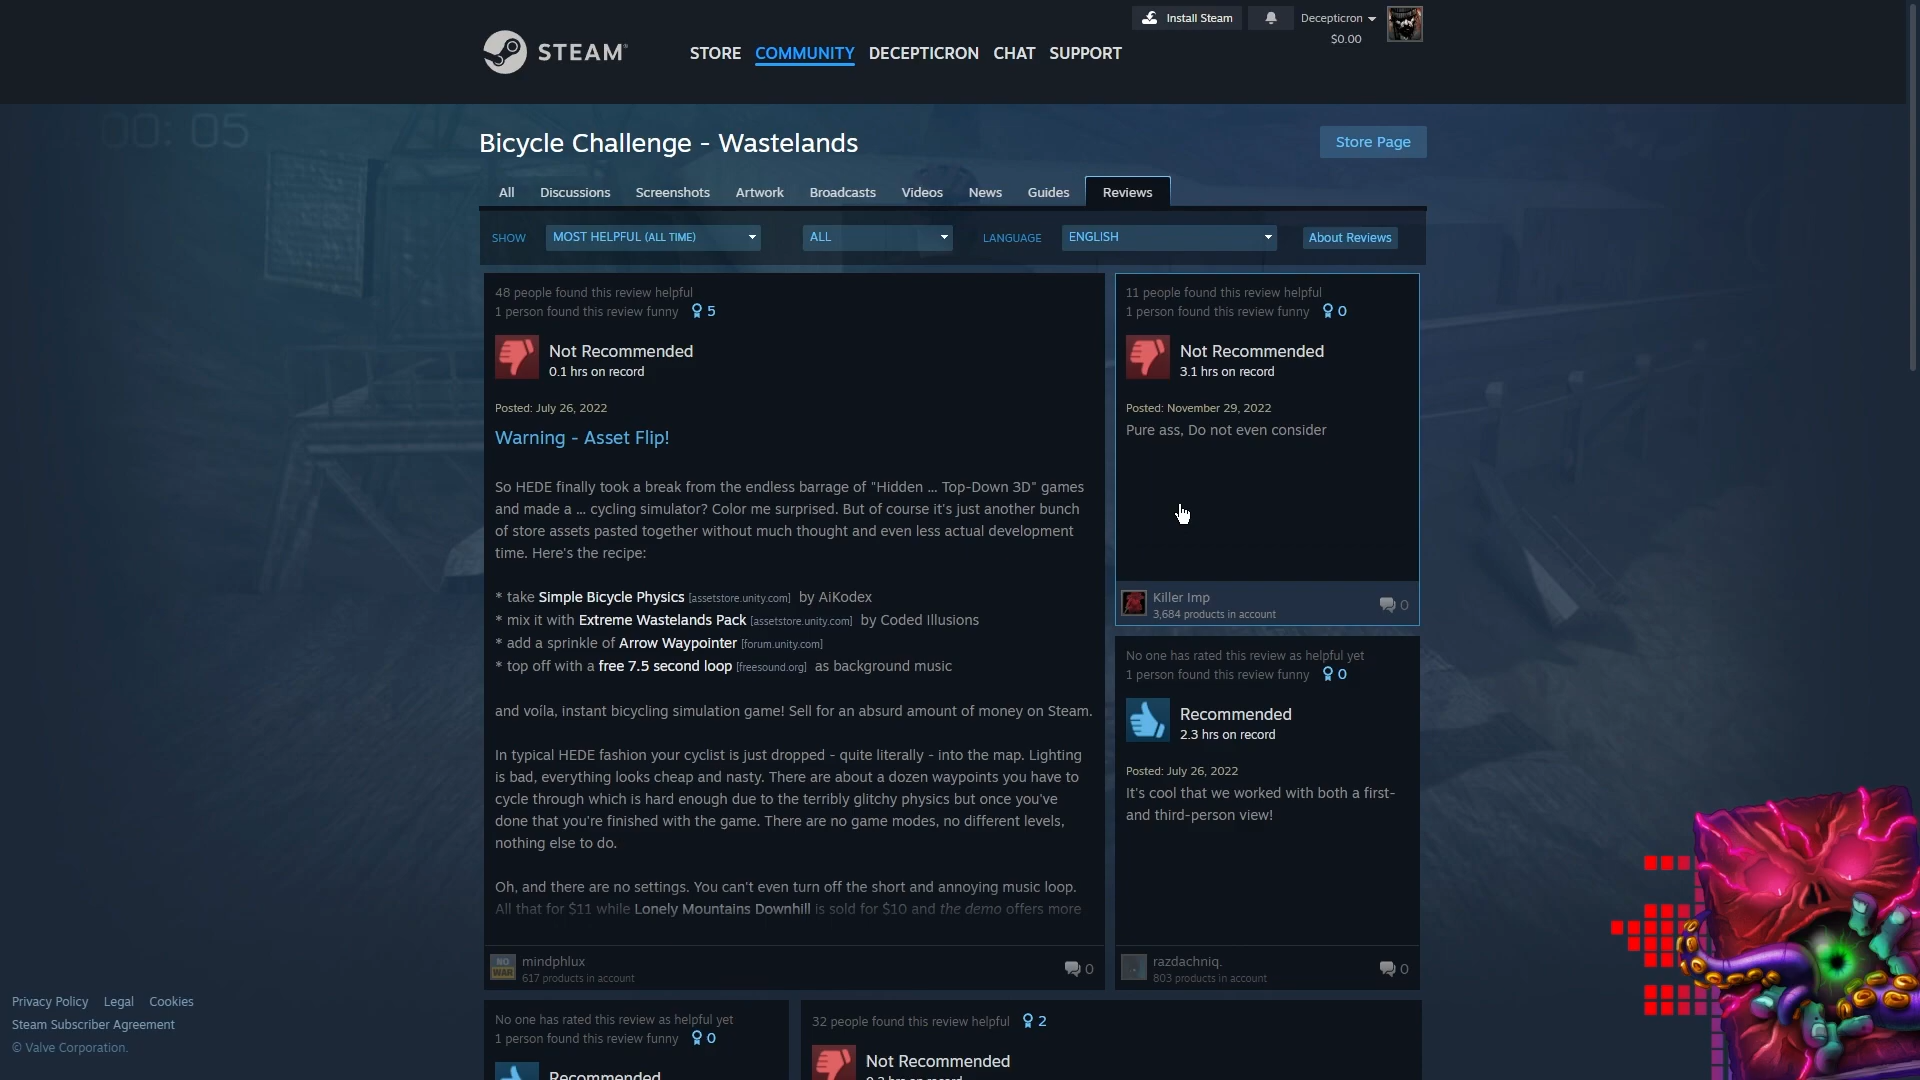 Install Steam
Decepticron
$0.00
STEAM
STORE COMMUNITY DECEPTICRON CHAT SUPPORT
00: 05
Bicycle Challenge - Wastelands
Store Page
All Discussions Screenshots Artwork Broadcasts Videos News Guides Reviews
SHOW MOST HELPFUL (ALL TIME) ALL LANGUAGE ENGLISH About Reviews
48 people found this review helpful
1 person found this review funny 5
Not Recommended
0.1 hrs on record
Posted: July 26, 2022
Warning - Asset Flip!
So HEDE finally took a break from the endless barrage of "Hidden ... Top-Down 3D" games
and made a ... cycling simulator? Color me surprised. But of course it's just another bunch
of store assets pasted together without much thought and even less actual development
time. Here's the recipe:
* take Simple Bicycle Physics [assetstore.unity.com] by AiKodex
* mix it with Extreme Wastelands Pack [assetstore.unity.com] by Coded Illusions
* add a sprinkle of Arrow Waypointer [forum.unity.com]
* top off with a free 7.5 second loop [freesound.org] as background music
and voíla, instant bicycling simulation game! Sell for an absurd amount of money on Steam.
In typical HEDE fashion your cyclist is just dropped - quite literally - into the map. Lighting
is bad, everything looks cheap and nasty. There are about a dozen waypoints you have to
cycle through which is hard enough due to the terribly glitchy physics but once you've
done that you're finished with the game. There are no game modes, no different levels,
nothing else to do.
Oh, and there are no settings. You can't even turn off the short and annoying music loop.
All that for $11 while Lonely Mountains Downhill is sold for $10 and the demo offers more
NO WAR
mindphlux
617 products in account
0
11 people found this review helpful
1 person found this review funny 0
Not Recommended
3.1 hrs on record
Posted: November 29, 2022
Pure ass, Do not even consider
Killer Imp
3,684 products in account
0
No one has rated this review as helpful yet
1 person found this review funny 0
Recommended
2.3 hrs on record
Posted: July 26, 2022
It's cool that we worked with both a first-
and third-person view!
razdachniq.
803 products in account
0
No one has rated this review as helpful yet
1 person found this review funny 0
Recommended
32 people found this review helpful 2
Not Recommended
0.2 hrs on record
Privacy Policy Legal Cookies
Steam Subscriber Agreement
© Valve Corporation.